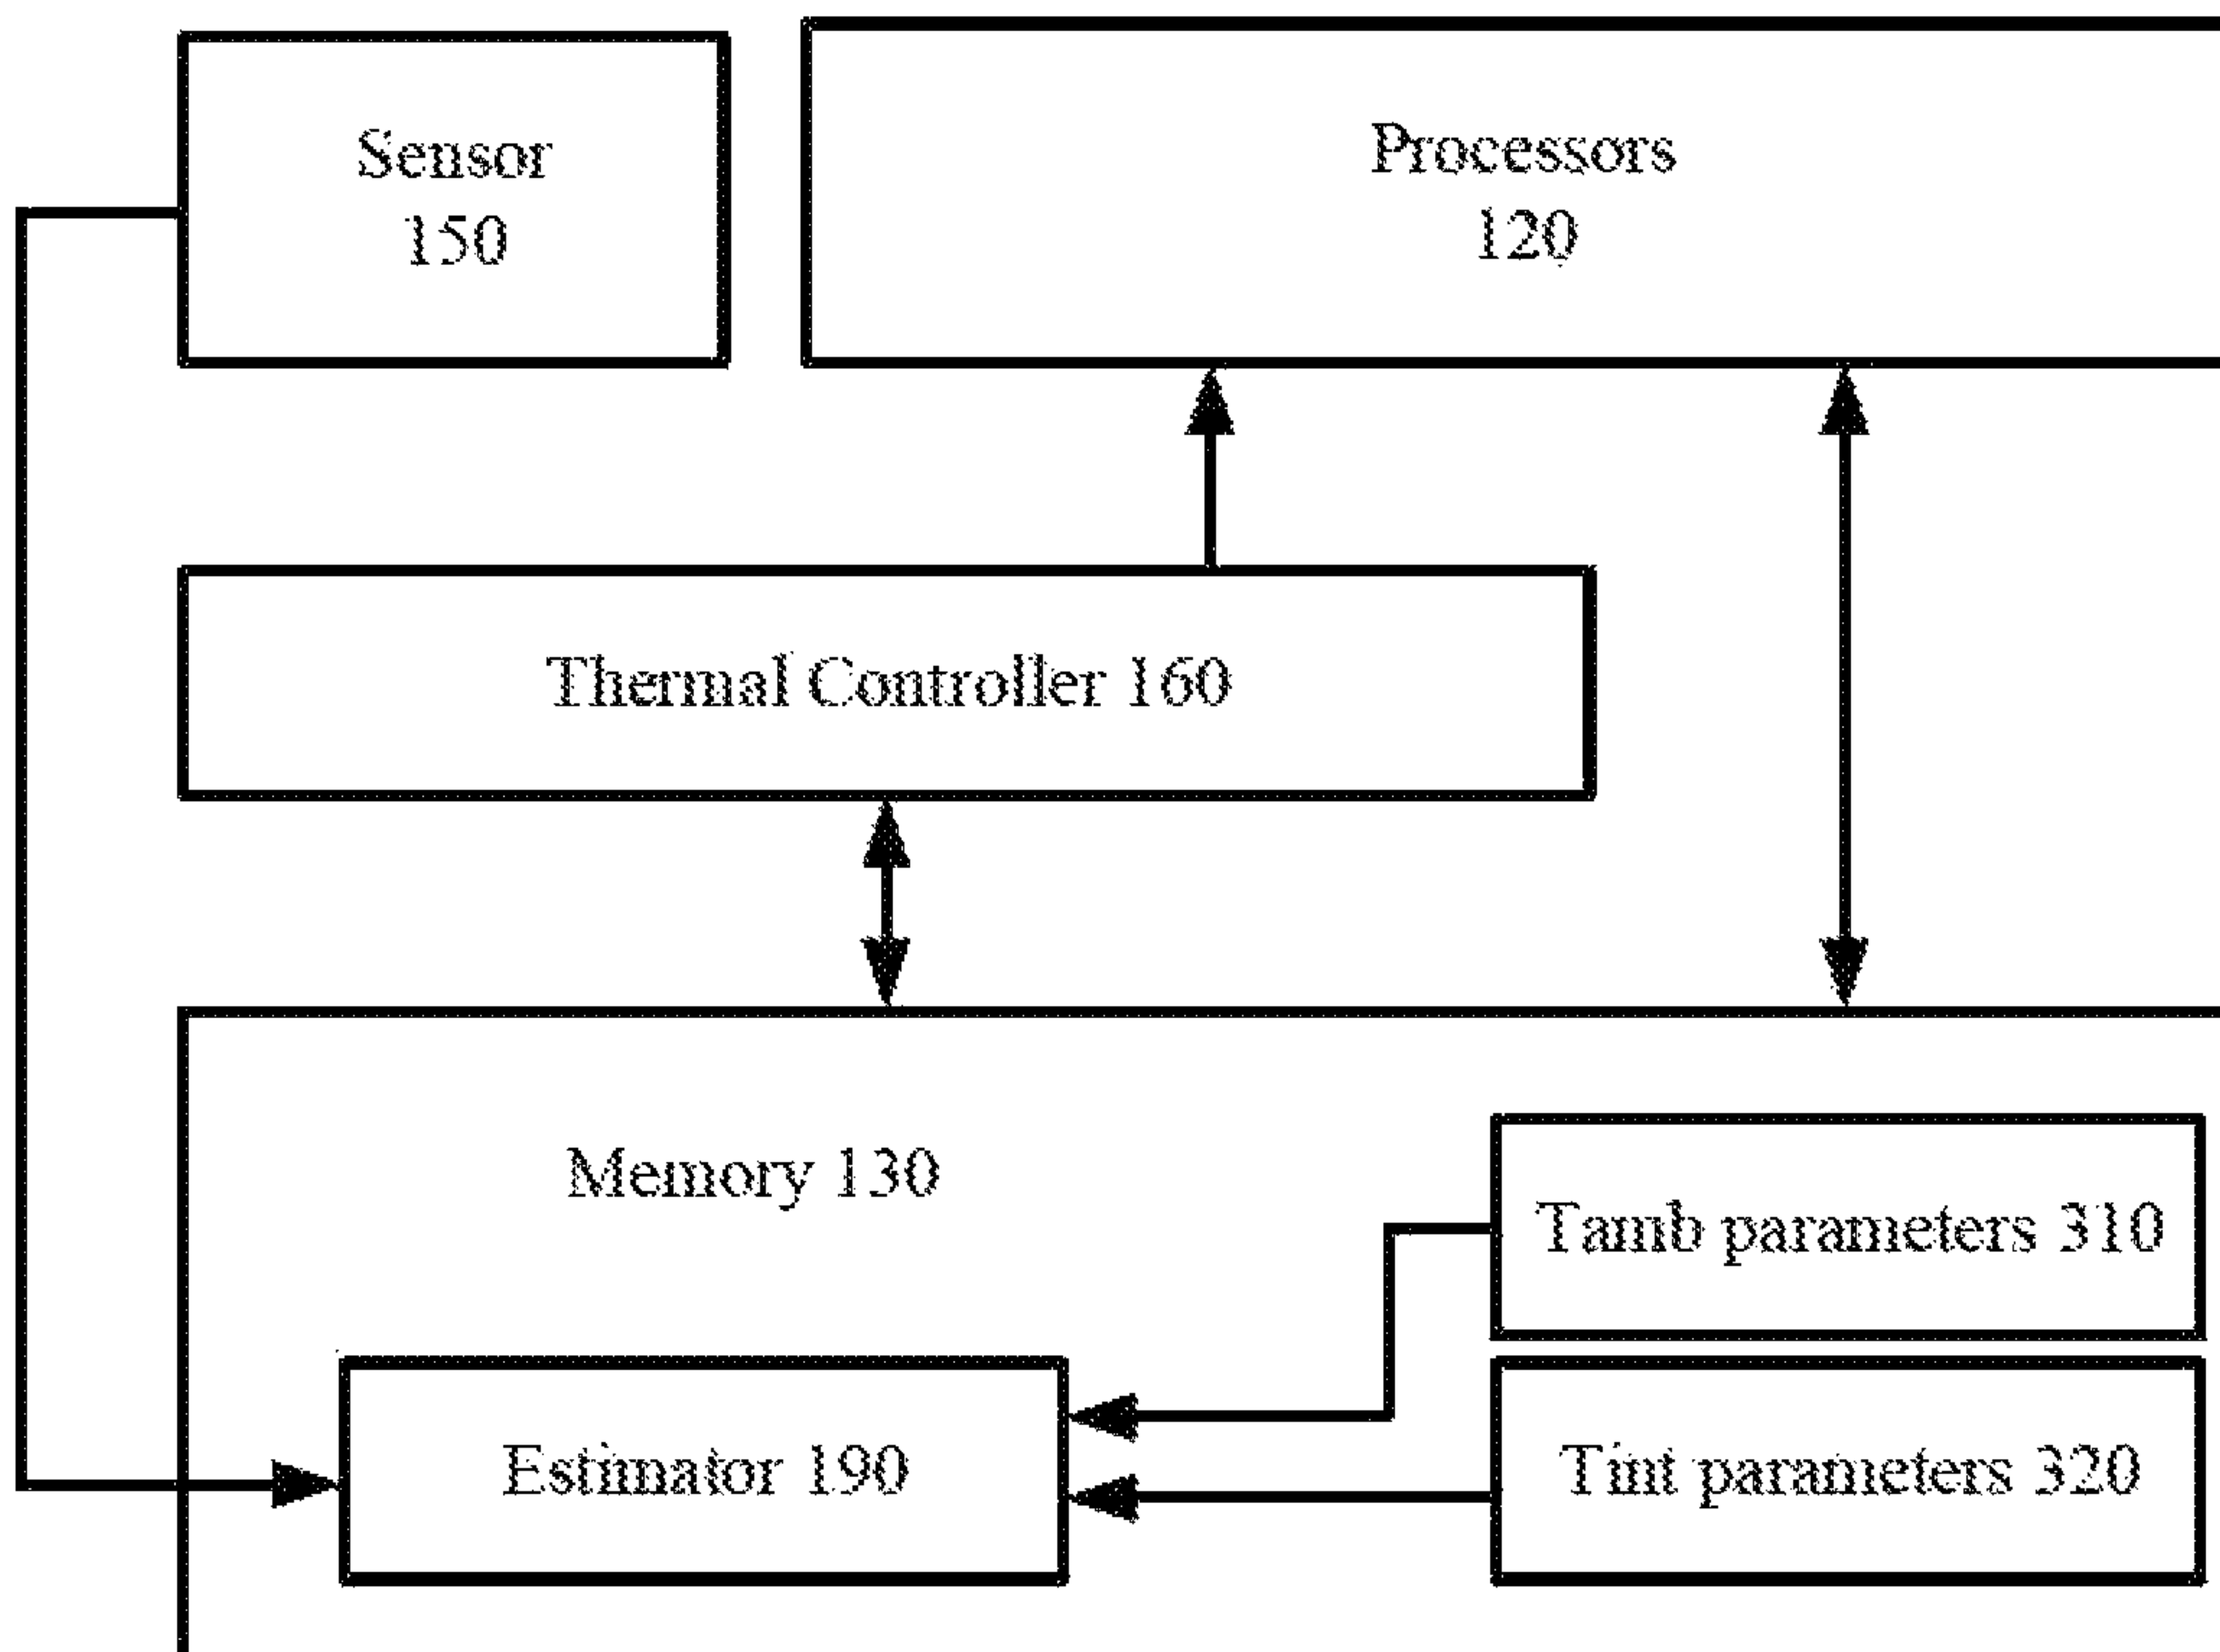 Sensor
150
Processors
120
Thermal Controller 160
Memory 130
Tamb parameters 310
Estimator 190
Tint parameters 320